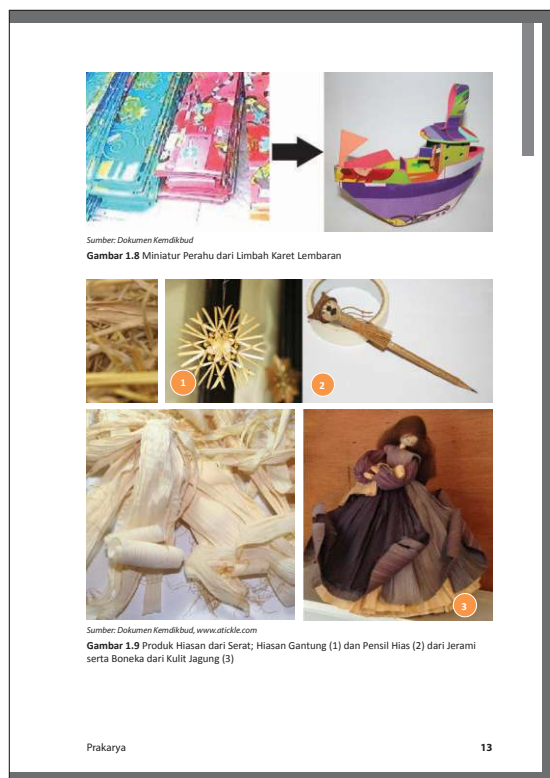 Sumber: Dokumen Kemdikbud
Gambar 1.8 Miniatur Perahu dari Limbah Karet Lembaran
1
2
3
Sumber: Dokumen Kemdikbud, www.atickle.com
Gambar 1.9 Produk Hiasan dari Serat; Hiasan Gantung (1) dan Pensil Hias (2) dari Jerami
serta Boneka dari Kulit Jagung (3)
Prakarya
13